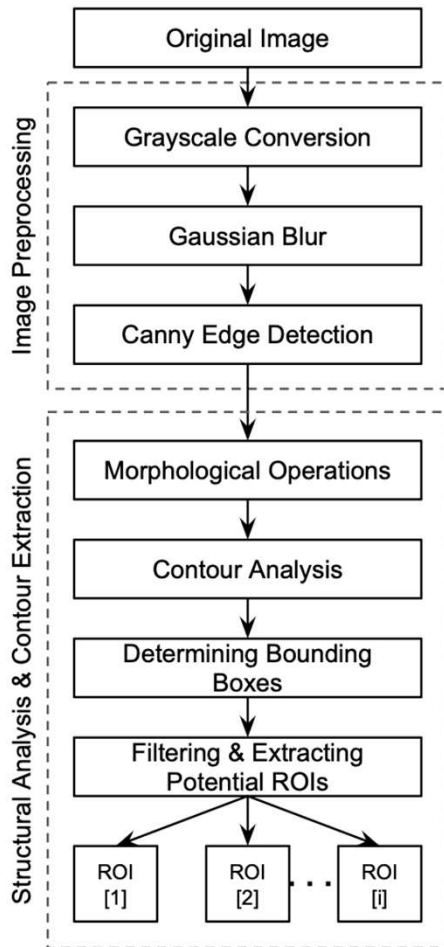 Original Image
Image Preprocessing
Grayscale Conversion
Gaussian Blur
Canny Edge Detection
Structural Analysis & Contour Extraction
Morphological Operations
Contour Analysis
Determining Bounding
Boxes
Filtering & Extracting
Potential ROIs
ROI
[1]
ROI
[2]
...
ROI
[i]